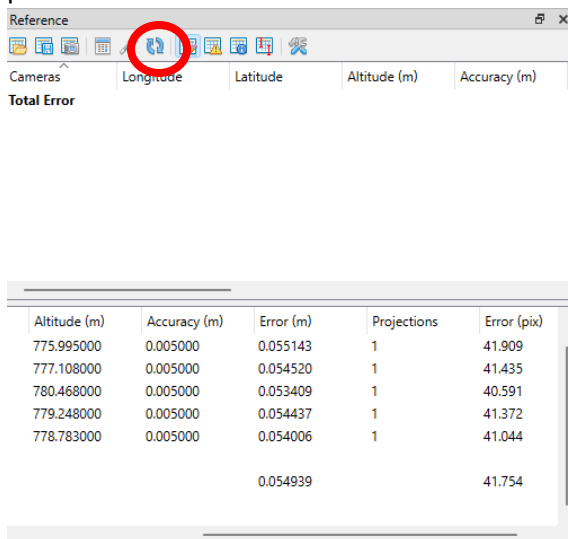 Reference
Cameras Longitude Latitude Altitude (m) Accuracy (m)
Total Error
Altitude (m) Accuracy (m) Error (m) Projections Error (pix)
775.995000 0.005000 0.055143 1 41.909
777.108000 0.005000 0.054520 1 41.435
780.468000 0.005000 0.053409 1 40.591
779.248000 0.005000 0.054437 1 41.372
778.783000 0.005000 0.054006 1 41.044
0.054939 41.754